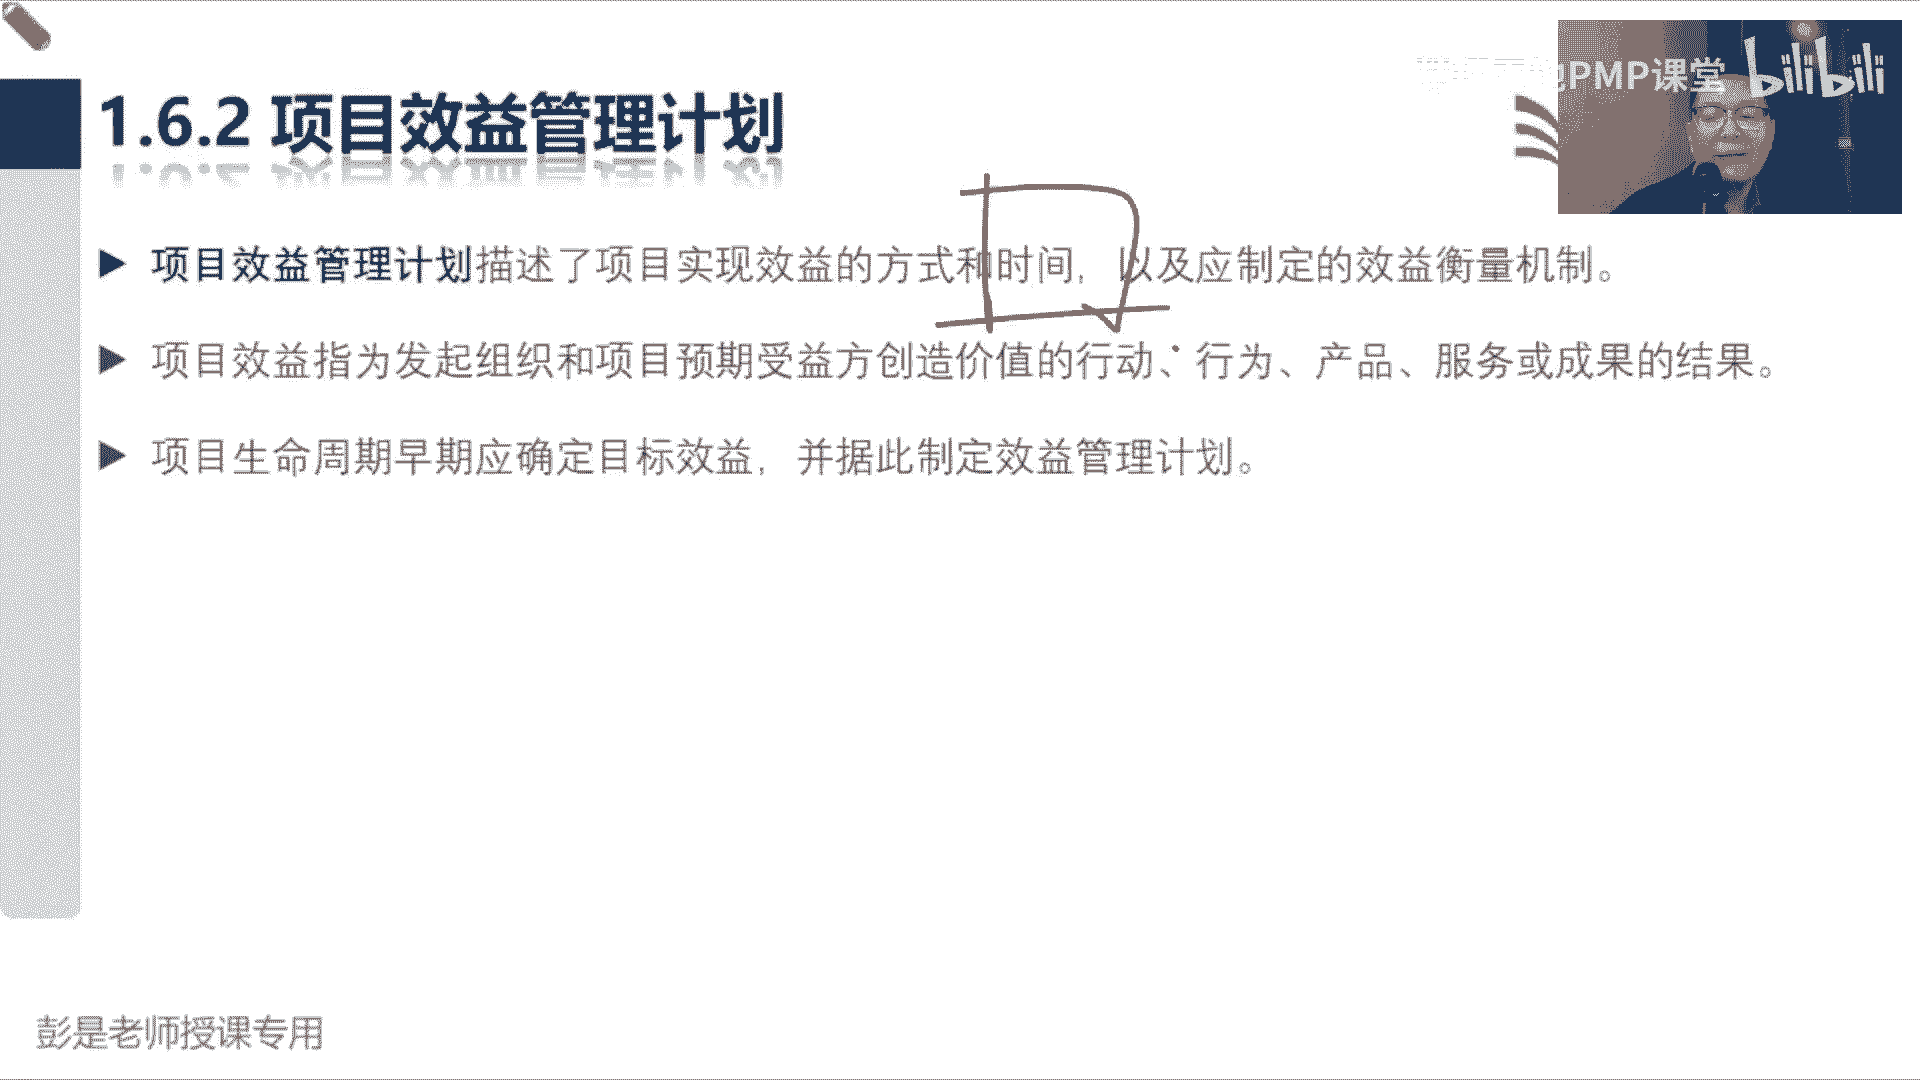 PMP课堂 bilibili
1.6.2 项目效益管理计划
项目效益管理计划描述了项目实现效益的方式和时间，以及应制定的效益衡量机制。
项目效益指为发起组织和项目预期受益方创造价值的行动、行为、产品、服务或成果的结果。
项目生命周期早期应确定目标效益，并据此制定效益管理计划。
彭是老师授课专用